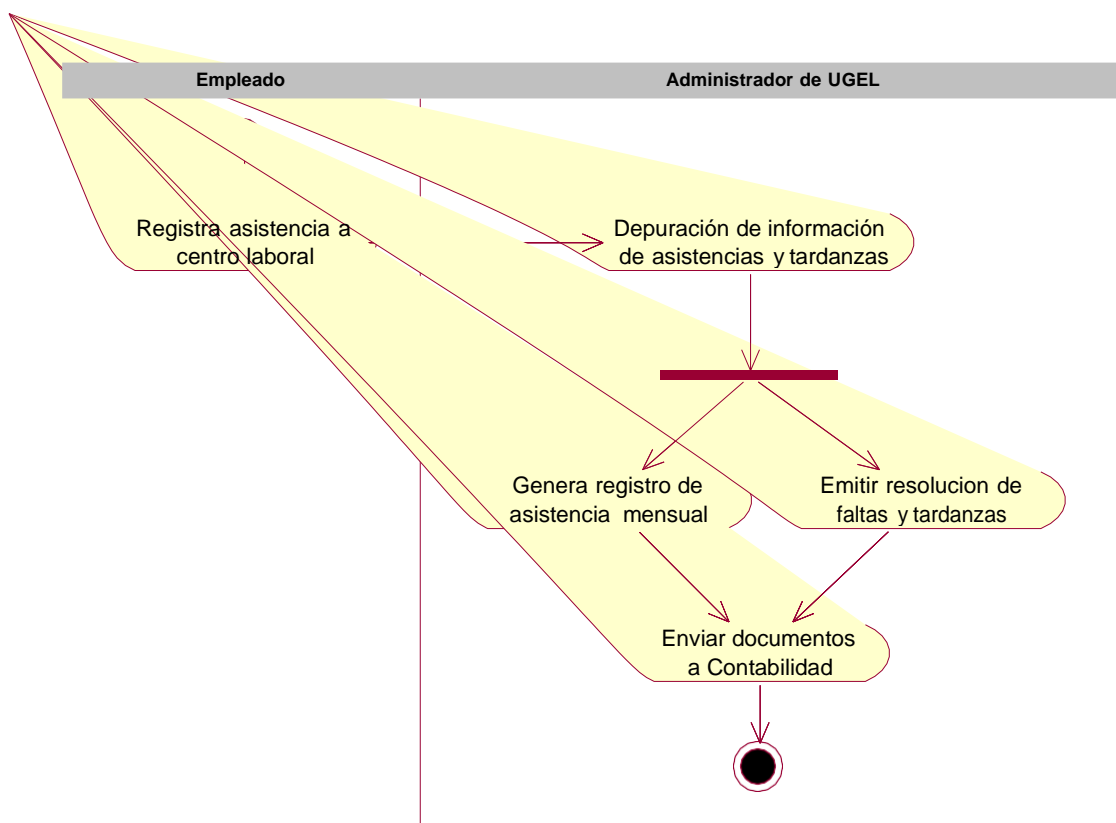 Empleado
Administrador de UGEL
Registra asistencia a
centro laboral
Depuración de información
de asistencias y tardanzas
Genera registro de
asistencia mensual
Emitir resolucion de
faltas y tardanzas
Enviar documentos
a Contabilidad